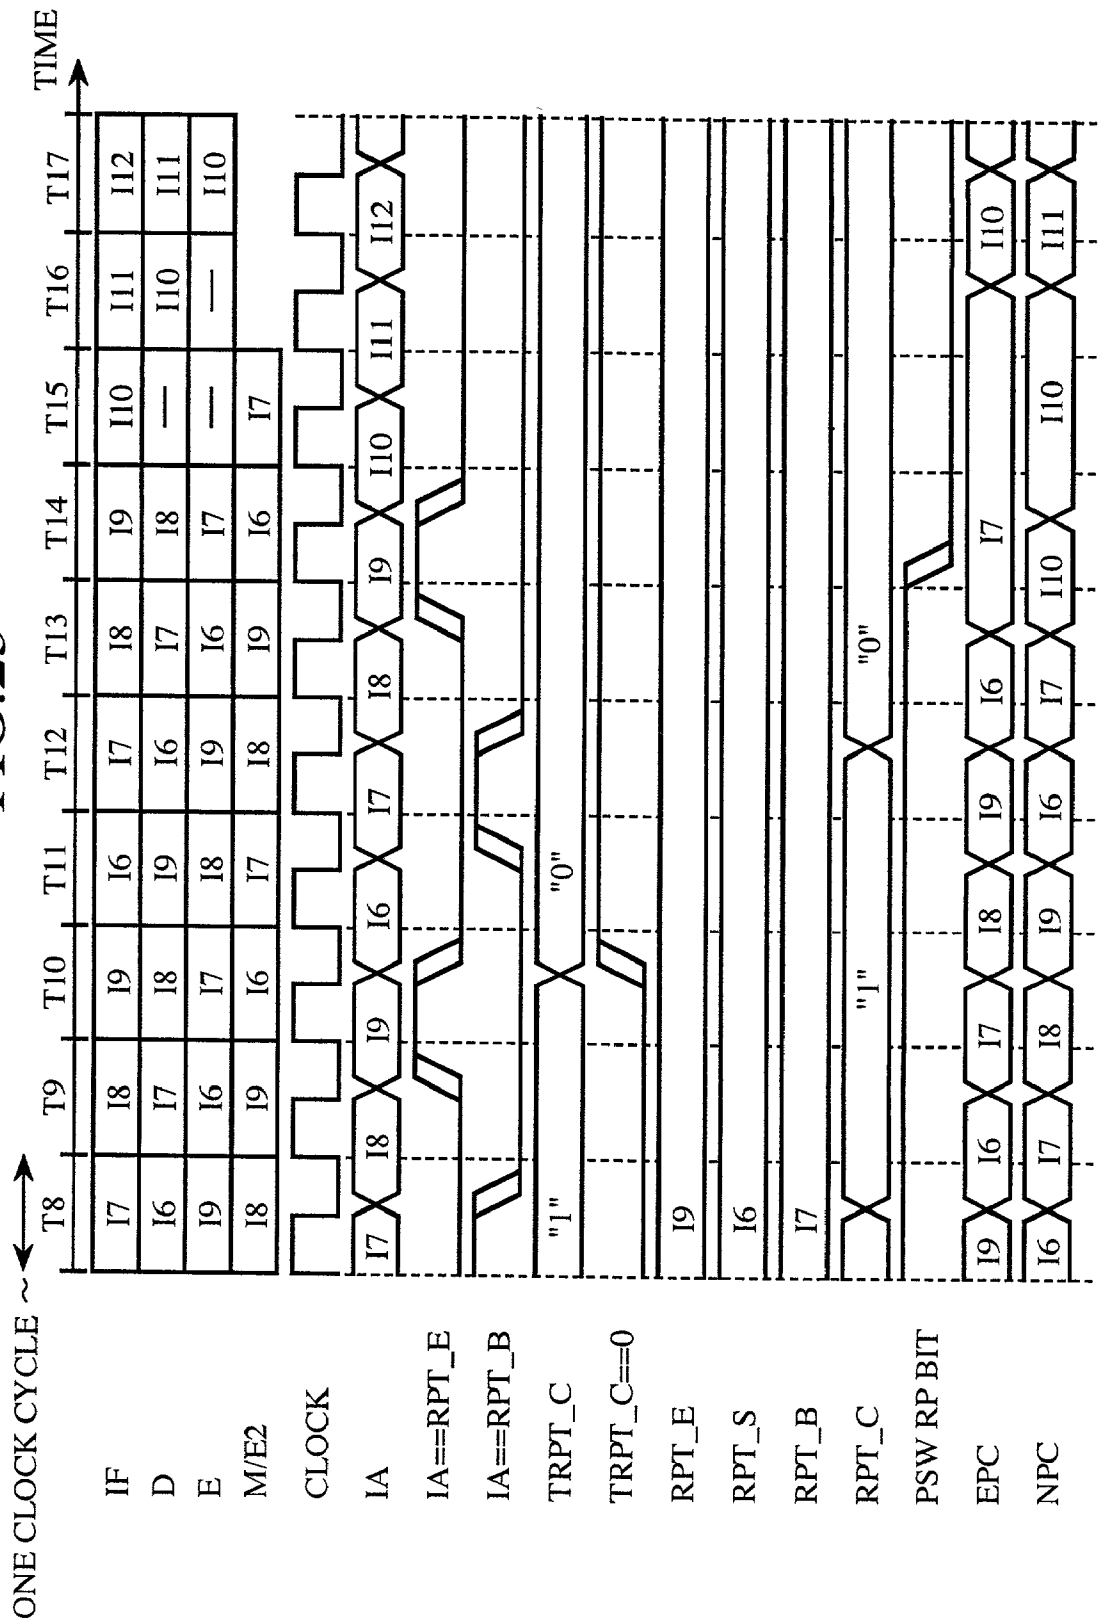 ONE CLOCK CYCLE ~
TIME
T8 T9 T10 T11 T12 T13 T14 T15 T16 T17
IF I7 I8 I9 I6 I7 I8 I9 I10 I11 I12
D I6 I7 I8 I9 I6 I7 I8 — I10 I11
E I9 I6 I7 I8 I9 I6 I7 — — I10
M/E2 I8 I9 I6 I7 I8 I9 I6 I7
CLOCK
IA I7 I8 I9 I6 I7 I8 I9 I10 I11 I12
IA==RPT_E
IA==RPT_B
TRPT_C "1" "0"
TRPT_C==0
RPT_E I9
RPT_S I6
RPT_B I7
RPT_C "1" "0"
PSW RP BIT
EPC I9 I6 I7 I8 I9 I6 I7 I10
NPC I6 I7 I8 I9 I6 I7 I10 I10 I11